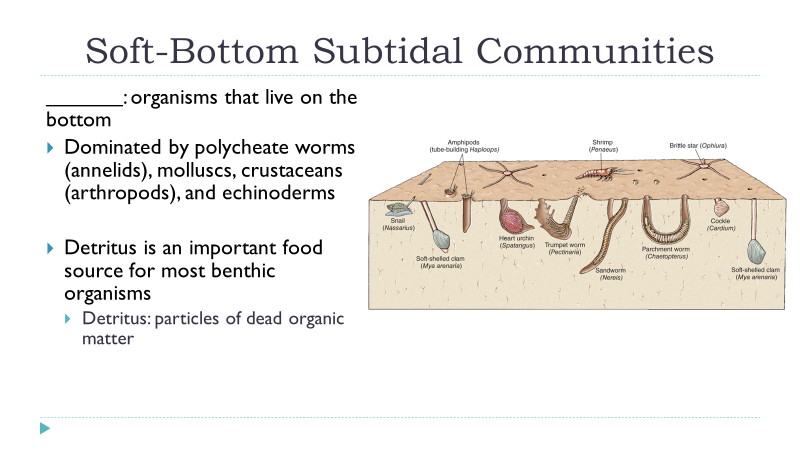 Soft-Bottom Subtidal Communities
_______: organisms that live on the
bottom
Dominated by polycheate worms
(annelids), molluscs, crustaceans
(arthropods), and echinoderms
Detritus is an important food
source for most benthic
organisms
Detritus: particles of dead organic
matter
Amphipods
(tube-building Haploops)
Shrimp
(Penaeus)
Brittle star (Ophiura)
Snail
(Nassarius)
Soft-shelled clam
(Mya arenaria)
Heart urchin
(Spatangus)
Trumpet worm
(Pectinaria)
Sandworm
(Nereis)
Parchment worm
(Chaetopterus)
Cockle
(Cardium)
Soft-shelled clam
(Mya arenaria)